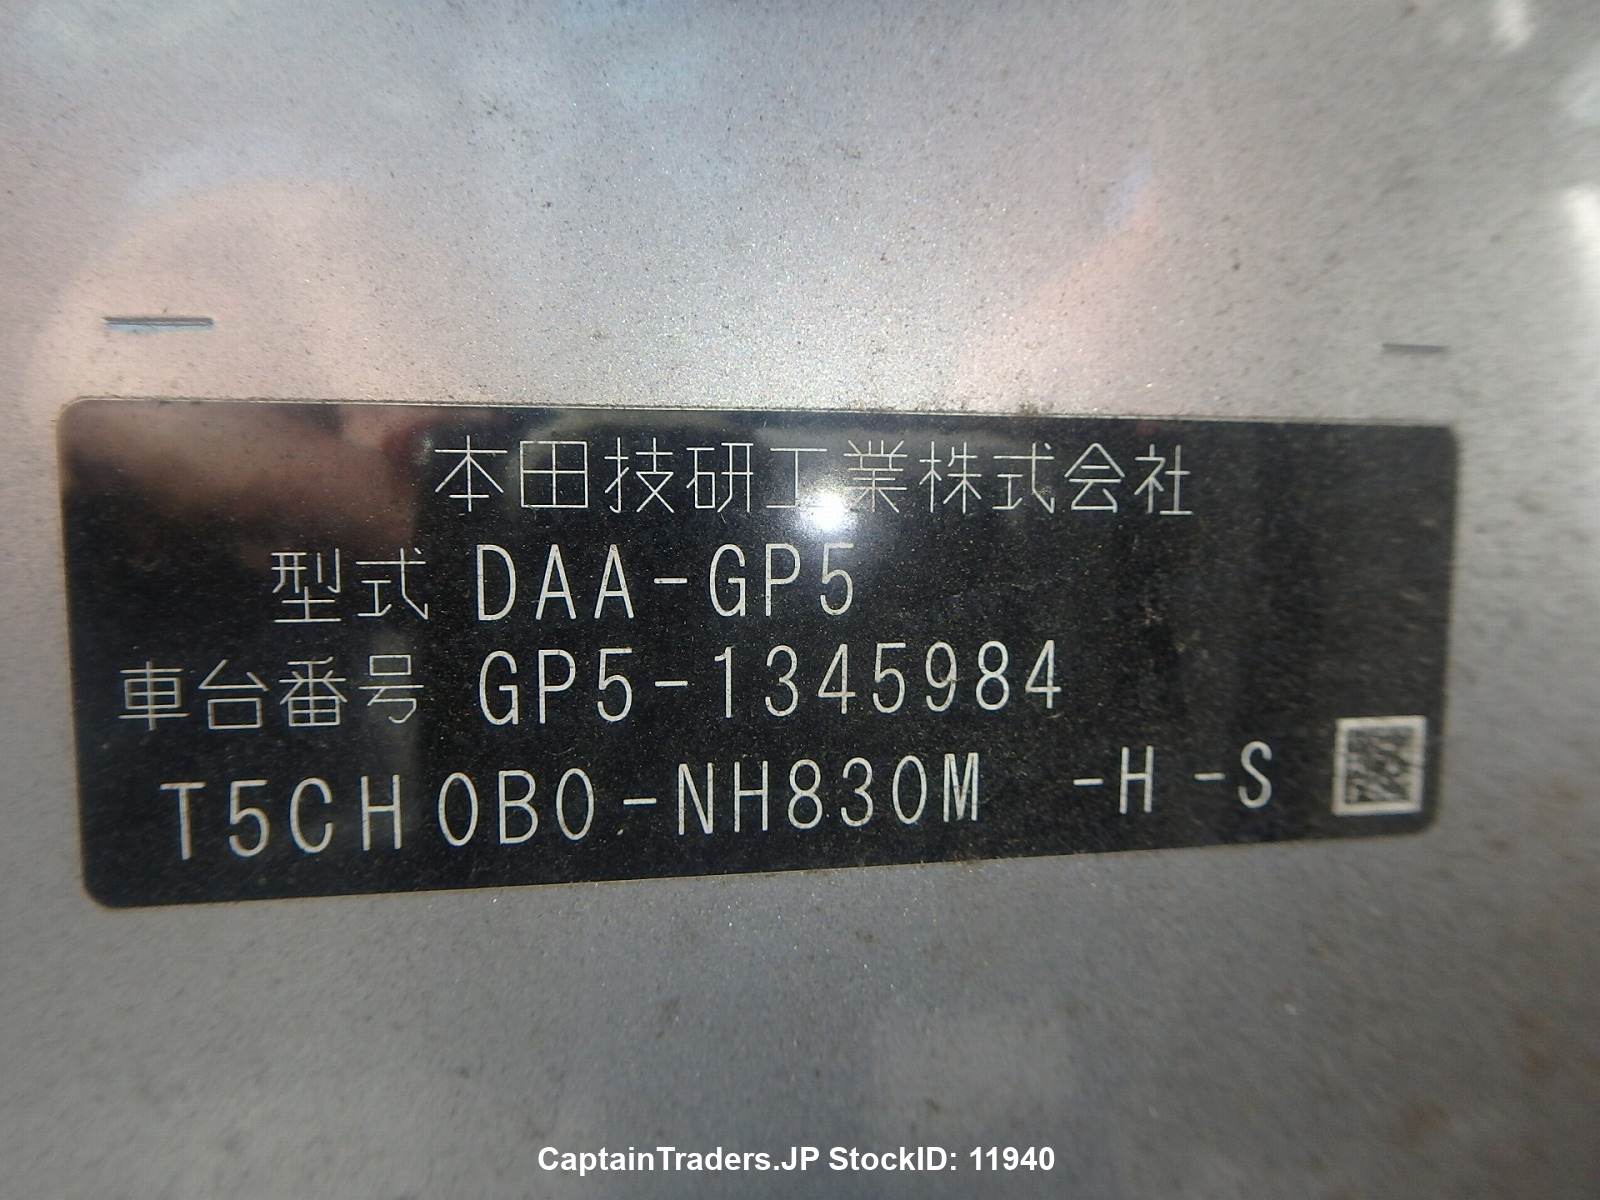 本田技研工業株式会社
型式 DAA-GP5
車台番号 GP5-1345984
T5CH0B0-NH830M -H -S
CaptainTraders.JP StockID: 11940